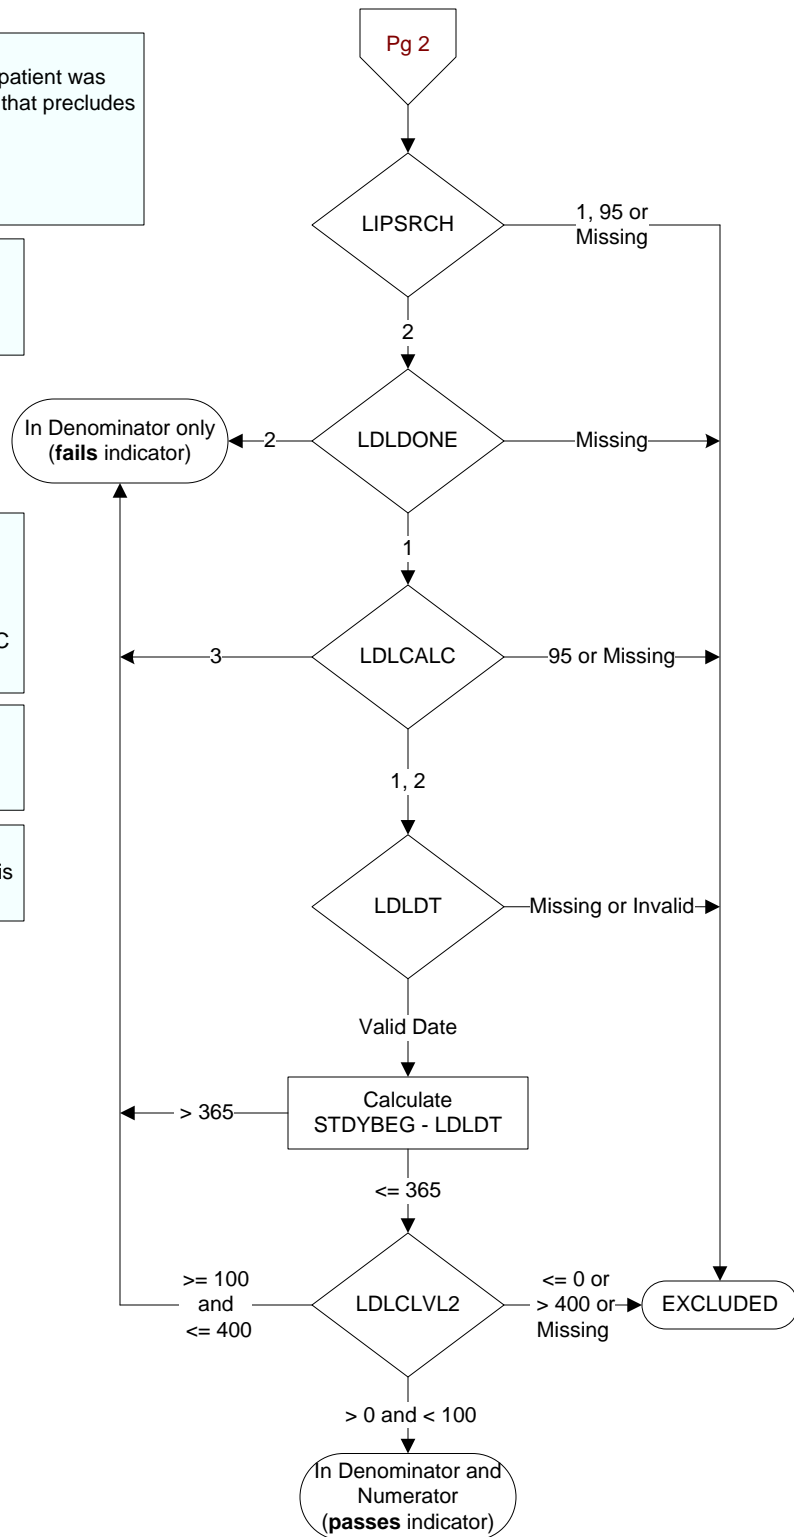 Pg 2
patient was
that precludes
LIPSRCH
1, 95 or
Missing
2
In Denominator only
(fails indicator)
2
LDLDONE
Missing
1
C
3
LDLCALC
95 or Missing
1, 2
is
LDLDT
Missing or Invalid
Valid Date
> 365
Calculate
STDYBEG - LDLDT
<= 365
>= 100
and
<= 400
LDLCLVL2
<= 0 or
> 400 or
Missing
EXCLUDED
> 0 and < 100
In Denominator and
Numerator
(passes indicator)